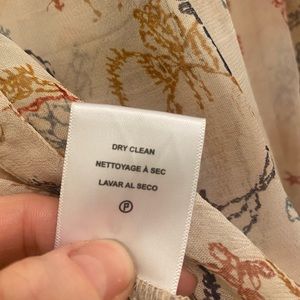 DRY CLEAN
NETTOYAGE À SEC
LAVAR AL SECO
P